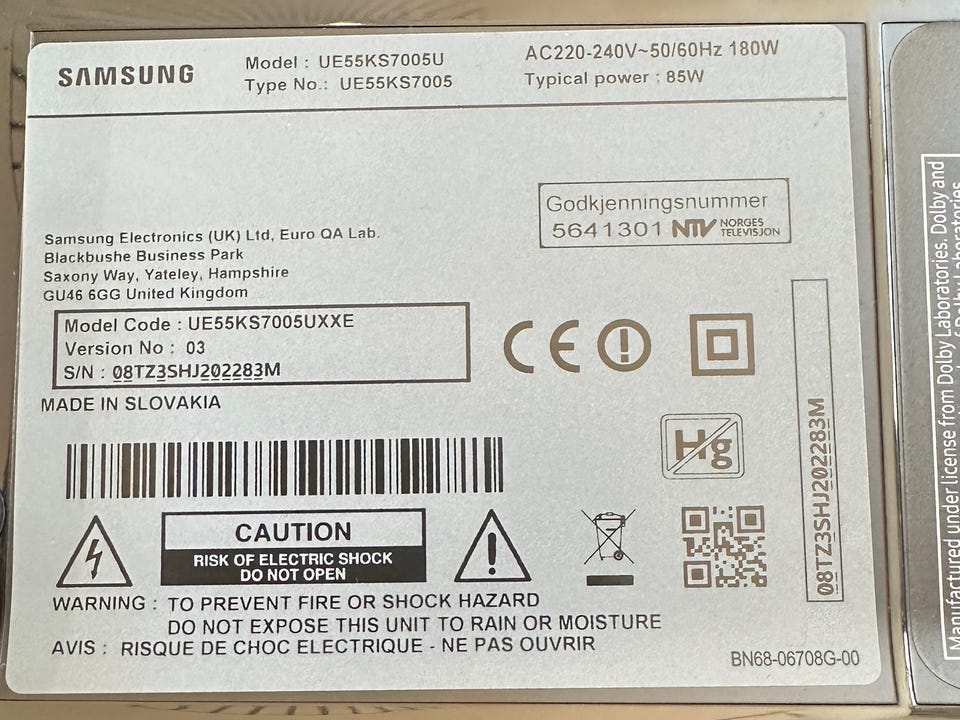 SAMSUNG
Model : UE55KS7005U
Type No.: UE55KS7005
AC220-240V~50/60Hz 180W
Typical power : 85W
Godkjenningsnummer
5641301 NTV NORGES TELEVISJON
Samsung Electronics (UK) Ltd, Euro QA Lab.
Blackbushe Business Park
Saxony Way, Yateley, Hampshire
GU46 6GG United Kingdom
Model Code : UE55KS7005UXXE
Version No : 03
S/N : 08TZ3SHJ202283M
MADE IN SLOVAKIA
CE
Hg
08TZ3SHJ202283M
CAUTION
RISK OF ELECTRIC SHOCK
DO NOT OPEN
WARNING : TO PREVENT FIRE OR SHOCK HAZARD
DO NOT EXPOSE THIS UNIT TO RAIN OR MOISTURE
AVIS : RISQUE DE CHOC ELECTRIQUE - NE PAS OUVRIR
BN68-06708G-00
Manufactured under license from Dolby Laboratories. Dolby and
of Dolby Laboratories